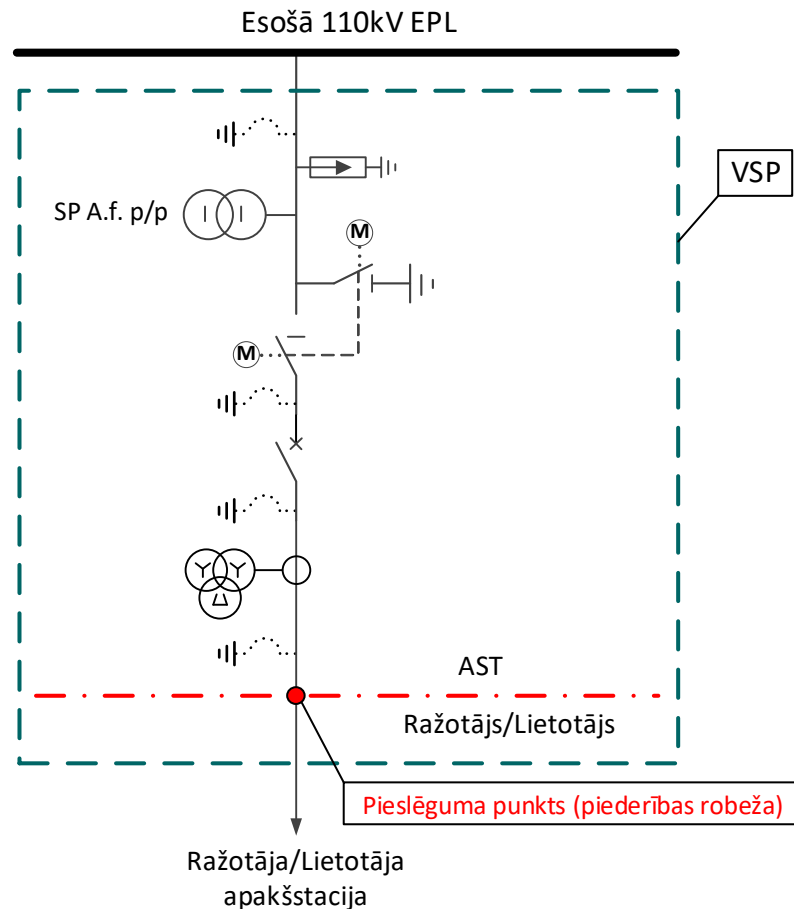 Esošā 110kV EPL
VSP
SP A.f. p/p
M
M
AST
Ražotājs/Lietotājs
Pieslēguma punkts (piederības robeža)
Ražotāja/Lietotāja
apakšstacija